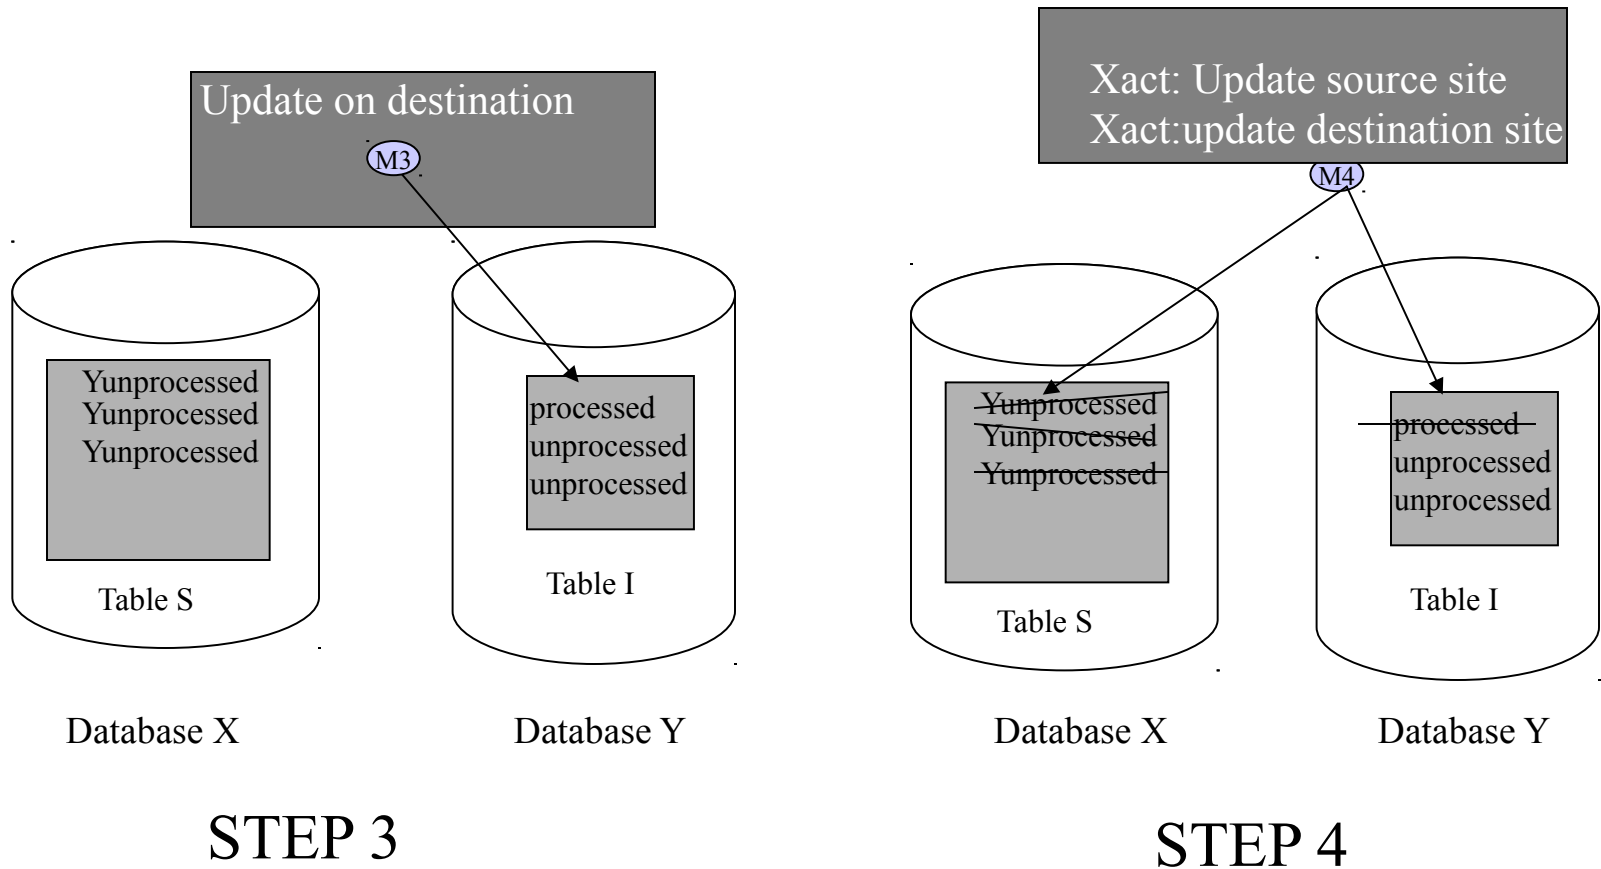 Update on destination
M3
Yunprocessed
Yunprocessed
Yunprocessed
Table S
processed
unprocessed
unprocessed
Table I
Database X
Database Y
STEP 3
Xact: Update source site
Xact:update destination site
M4
Yunprocessed
Yunprocessed
Yunprocessed
Table S
processed
unprocessed
unprocessed
Table I
Database X
Database Y
STEP 4